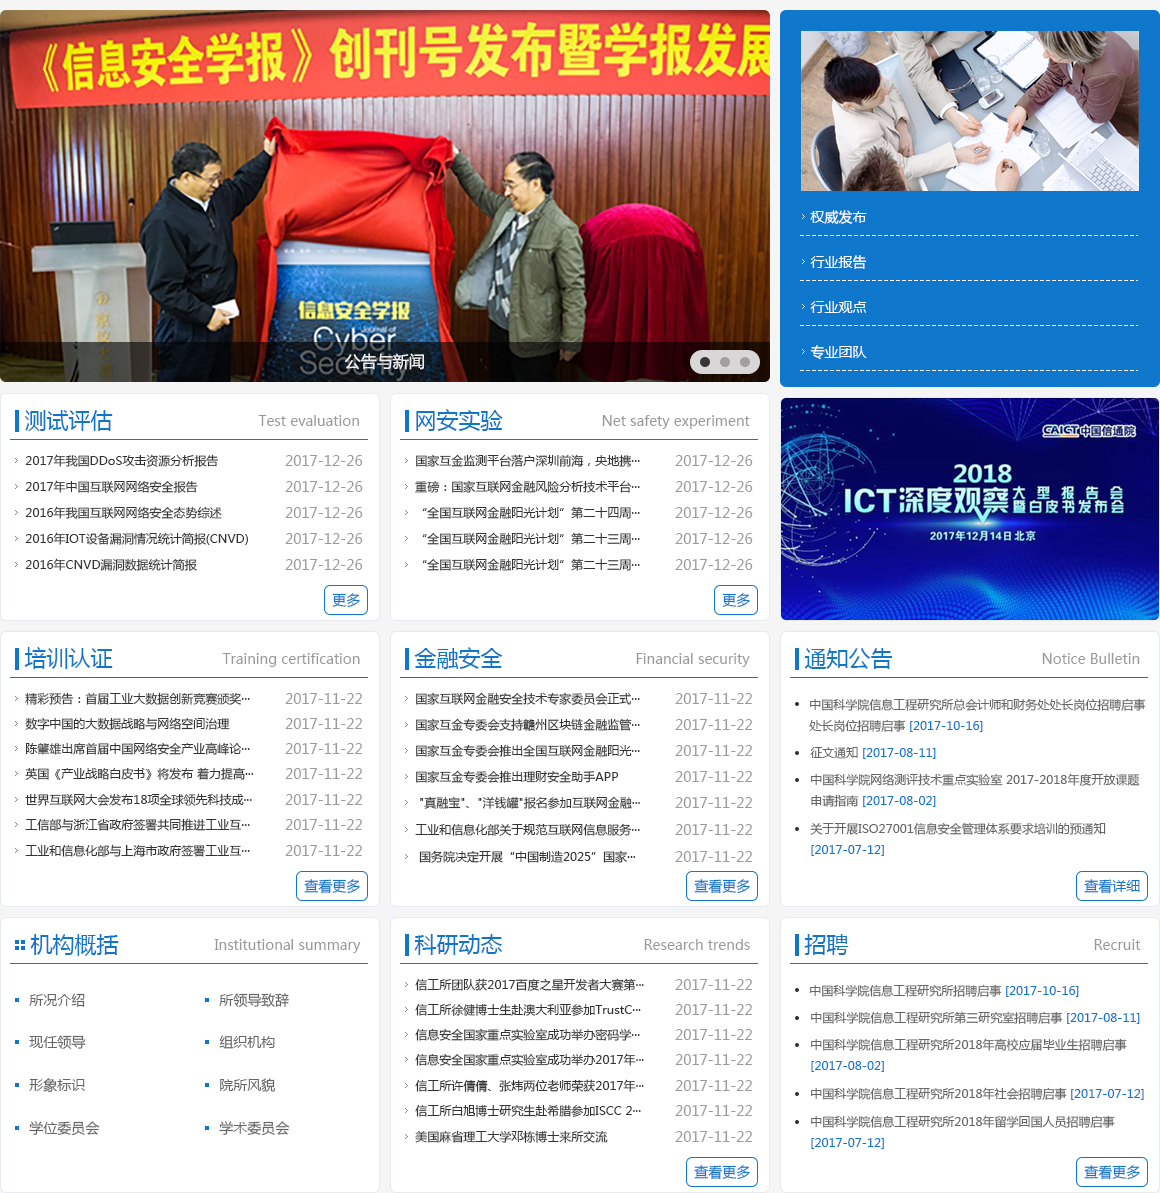 《信息安全学报》创刊号发布暨学报发展
信息安全学报
Journal of
Cyber
Security
公告与新闻
权威发布
行业报告
行业观点
专业团队
测试评估 Test evaluation
2017年我国DDoS攻击资源分析报告 2017-12-26
2017年中国互联网网络安全报告 2017-12-26
2016年我国互联网网络安全态势综述 2017-12-26
2016年IOT设备漏洞情况统计简报(CNVD) 2017-12-26
2016年CNVD漏洞数据统计简报 2017-12-26
更多
网安实验 Net safety experiment
国家互金监测平台落户深圳前海，央地携··· 2017-12-26
重磅：国家互联网金融风险分析技术平台··· 2017-12-26
“全国互联网金融阳光计划”第二十四周··· 2017-12-26
“全国互联网金融阳光计划”第二十三周··· 2017-12-26
“全国互联网金融阳光计划”第二十三周··· 2017-12-26
更多
CAICT中国信通院
2018
ICT深度观察 大型报告会
暨白皮书发布会
2017年12月14日北京
培训认证 Training certification
精彩预告：首届工业大数据创新竞赛颁奖··· 2017-11-22
数字中国的大数据战略与网络空间治理 2017-11-22
陈肇雄出席首届中国网络安全产业高峰论··· 2017-11-22
英国《产业战略白皮书》将发布 着力提高··· 2017-11-22
世界互联网大会发布18项全球领先科技成··· 2017-11-22
工信部与浙江省政府签署共同推进工业互··· 2017-11-22
工业和信息化部与上海市政府签署工业互··· 2017-11-22
查看更多
金融安全 Financial security
国家互联网金融安全技术专家委员会正式··· 2017-11-22
国家互金专委会支持赣州区块链金融监管··· 2017-11-22
国家互金专委会推出全国互联网金融阳光··· 2017-11-22
国家互金专委会推出理财安全助手APP 2017-11-22
"真融宝"、"洋钱罐"报名参加互联网金融··· 2017-11-22
工业和信息化部关于规范互联网信息服务··· 2017-11-22
国务院决定开展“中国制造2025”国家··· 2017-11-22
查看更多
通知公告 Notice Bulletin
中国科学院信息工程研究所总会计师和财务处处长岗位招聘启事
处长岗位招聘启事 [2017-10-16]
征文通知 [2017-08-11]
中国科学院网络测评技术重点实验室 2017-2018年度开放课题
申请指南 [2017-08-02]
关于开展ISO27001信息安全管理体系要求培训的预通知
[2017-07-12]
查看详细
机构概括 Institutional summary
所况介绍 所领导致辞
现任领导 组织机构
形象标识 院所风貌
学位委员会 学术委员会
科研动态 Research trends
信工所团队获2017百度之星开发者大赛第··· 2017-11-22
信工所徐健博士生赴澳大利亚参加TrustC··· 2017-11-22
信息安全国家重点实验室成功举办密码学··· 2017-11-22
信息安全国家重点实验室成功举办2017年··· 2017-11-22
信工所许倩倩、张炜两位老师荣获2017年··· 2017-11-22
信工所白旭博士研究生赴希腊参加ISCC 2··· 2017-11-22
美国麻省理工大学邓栋博士来所交流 2017-11-22
查看更多
招聘 Recruit
中国科学院信息工程研究所招聘启事 [2017-10-16]
中国科学院信息工程研究所第三研究室招聘启事 [2017-08-11]
中国科学院信息工程研究所2018年高校应届毕业生招聘启事
[2017-08-02]
中国科学院信息工程研究所2018年社会招聘启事 [2017-07-12]
中国科学院信息工程研究所2018年留学回国人员招聘启事
[2017-07-12]
查看更多